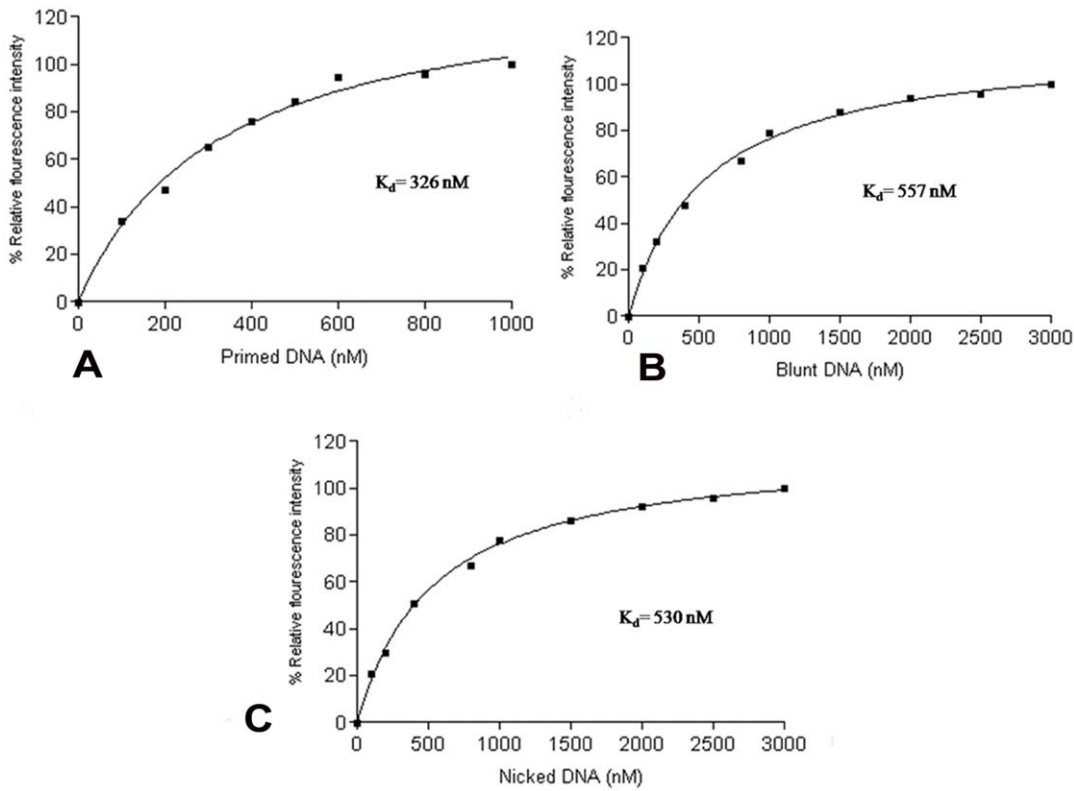 120
100
80
60
40
20
0
% Relative flourescence intensity
K_d= 326 nM
0 200 400 600 800 1000
Primed DNA (nM)
A
120
100
80
60
40
20
0
% Relative flourescence intensity
K_d= 557 nM
0 500 1000 1500 2000 2500 3000
Blunt DNA (nM)
B
120
100
80
60
40
20
0
% Relative flourescence intensity
K_d= 530 nM
0 500 1000 1500 2000 2500 3000
Nicked DNA (nM)
C